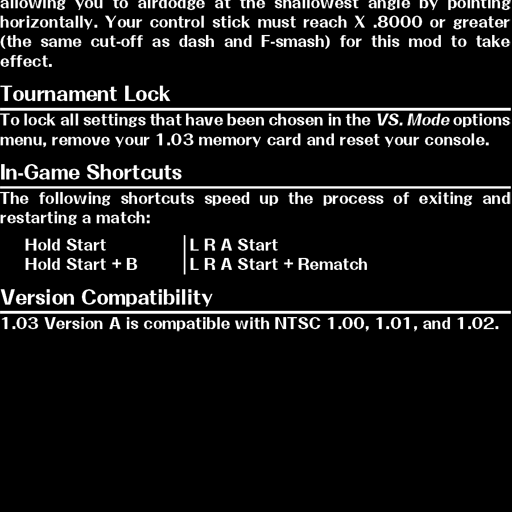 allowing you to airdodge at the shallowest angle by pointing
horizontally. Your control stick must reach X .8000 or greater
(the same cut-off as dash and F-smash) for this mod to take
effect.
Tournament Lock
To lock all settings that have been chosen in the VS. Mode options
menu, remove your 1.03 memory card and reset your console.
In-Game Shortcuts
The following shortcuts speed up the process of exiting and
restarting a match:
Hold Start | L R A Start
Hold Start + B | L R A Start + Rematch
Version Compatibility
1.03 Version A is compatible with NTSC 1.00, 1.01, and 1.02.